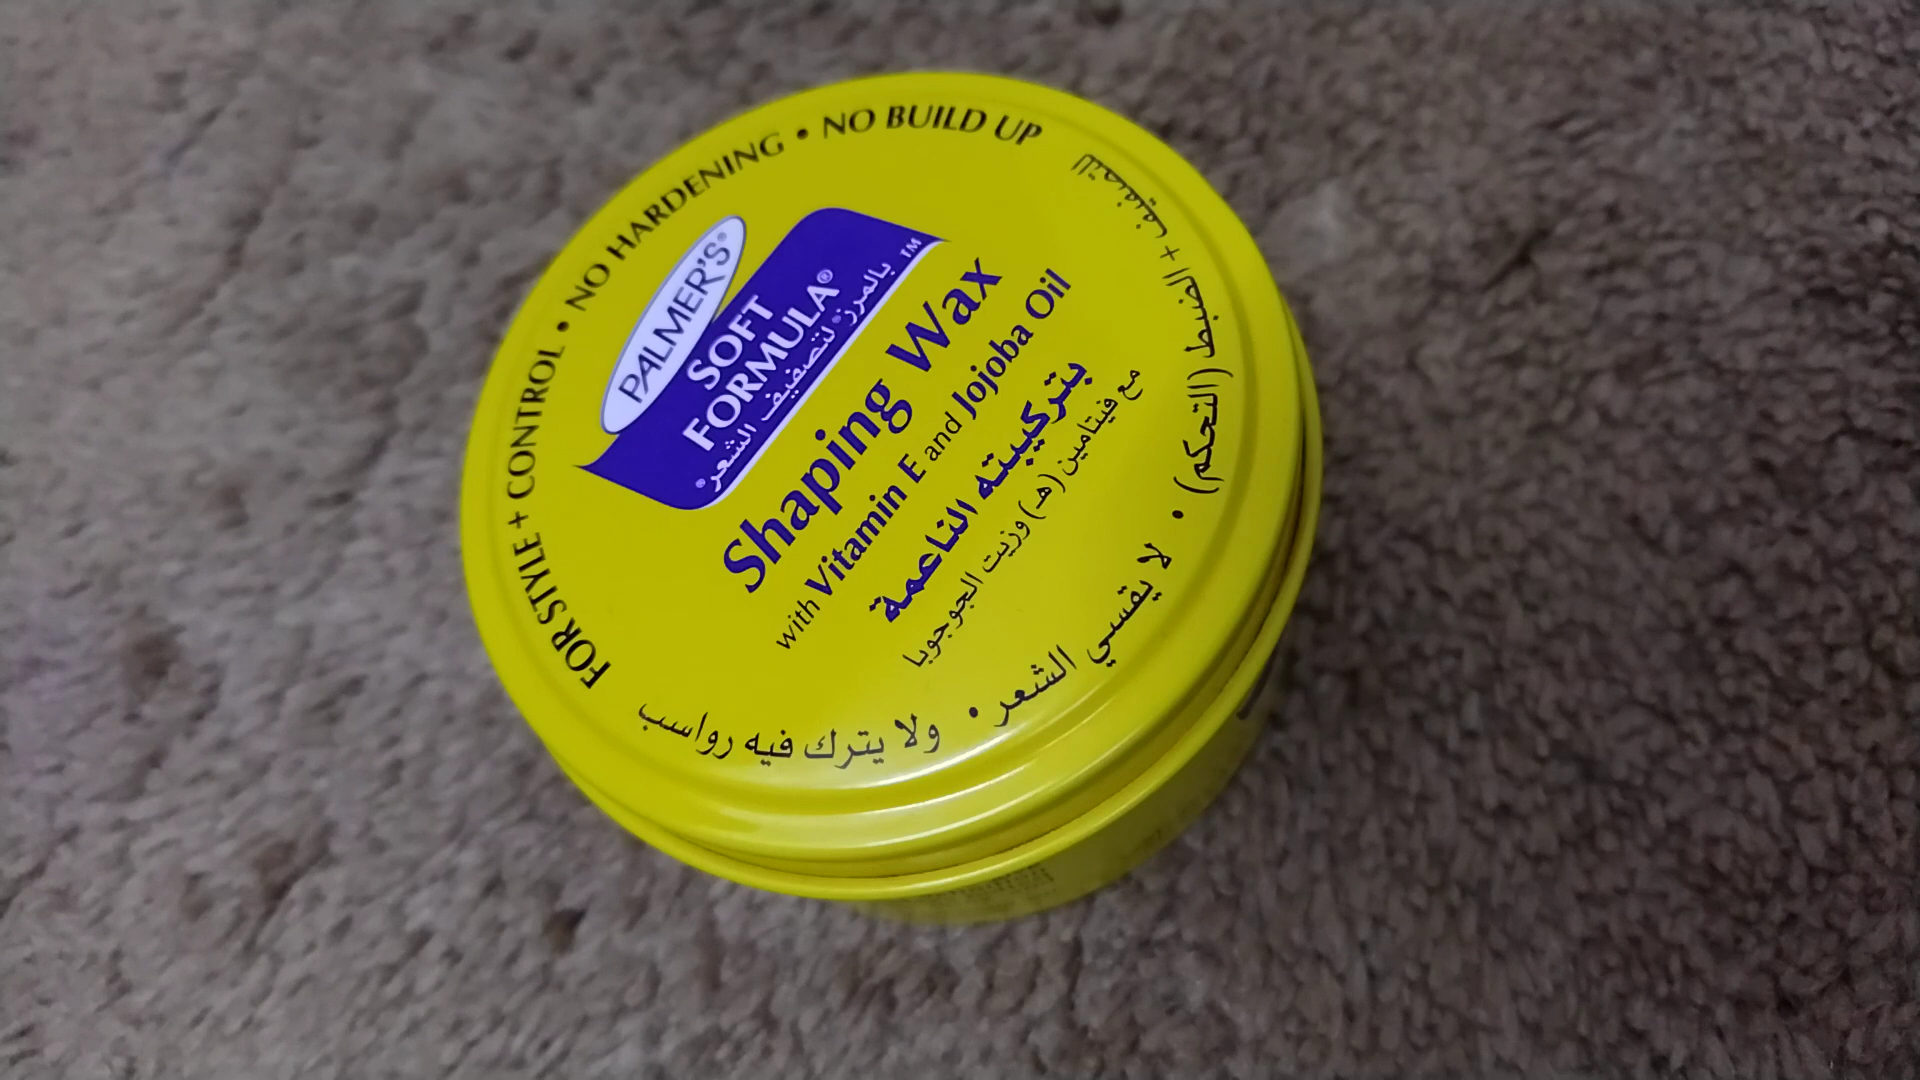 FOR STYLE + CONTROL • NO HARDENING • NO BUILD UP
PALMER'S®
SOFT
FORMULA®
بالمرز® لتصفيف الشعر® ™
Shaping Wax
with Vitamin E and Jojoba Oil
بتركيبته الناعمة
مع فيتامين (هـ) وزيت الجوجوبا
للتصفيف + الضبط (التحكم) • لا يقسي الشعر • ولا يترك فيه رواسب